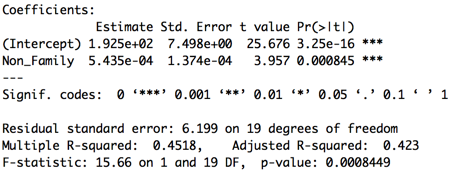 Coefficients:
Estimate Std. Error t value Pr(>|t|)
(Intercept) 1.925e+02 7.498e+00 25.676 3.25e-16 ***
Non_Family 5.435e-04 1.374e-04 3.957 0.000845 ***
---
Signif. codes: 0 ‘***’ 0.001 ‘**’ 0.01 ‘*’ 0.05 ‘.’ 0.1 ‘ ’ 1
Residual standard error: 6.199 on 19 degrees of freedom
Multiple R-squared: 0.4518, Adjusted R-squared: 0.423
F-statistic: 15.66 on 1 and 19 DF, p-value: 0.0008449